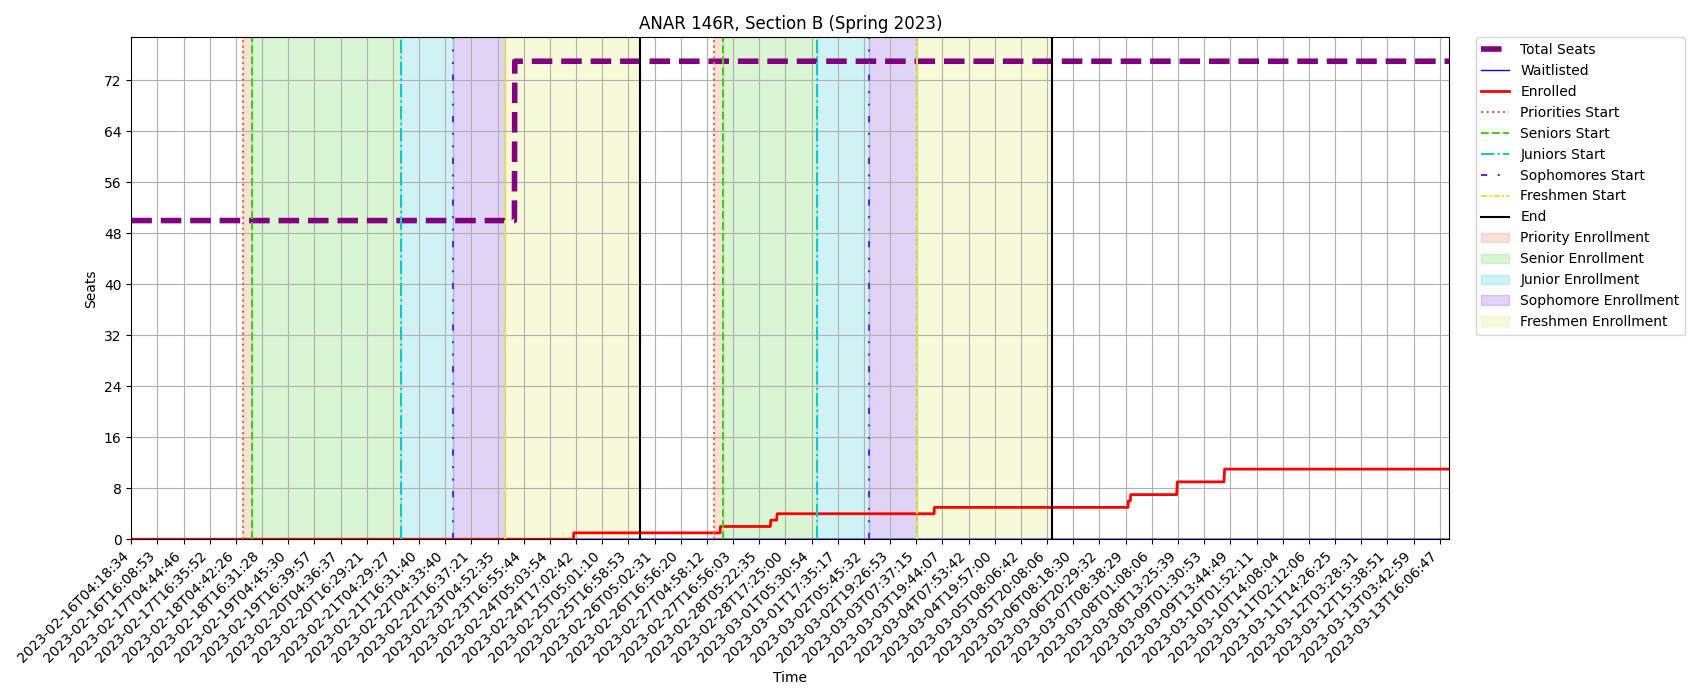 ANAR 146R, Section B (Spring 2023)
Total Seats
Waitlisted
Enrolled
Priorities Start
Seniors Start
Juniors Start
Sophomores Start
Freshmen Start
End
Priority Enrollment
Senior Enrollment
Junior Enrollment
Sophomore Enrollment
Freshmen Enrollment
Seats
72
64
56
48
40
32
24
16
8
0
2023-02-16T04:18:34
2023-02-16T16:08:53
2023-02-17T04:44:46
2023-02-17T16:35:52
2023-02-18T04:42:26
2023-02-18T16:31:28
2023-02-19T04:45:30
2023-02-19T16:39:57
2023-02-20T04:36:37
2023-02-20T16:29:21
2023-02-21T04:29:27
2023-02-21T16:31:40
2023-02-22T04:33:40
2023-02-22T16:37:21
2023-02-23T04:52:35
2023-02-23T16:55:44
2023-02-24T05:03:54
2023-02-24T17:02:42
2023-02-25T05:01:10
2023-02-25T16:58:53
2023-02-26T05:02:31
2023-02-26T16:56:20
2023-02-27T04:58:12
2023-02-27T16:56:03
2023-02-28T05:22:35
2023-02-28T17:25:00
2023-03-01T05:30:54
2023-03-01T17:35:17
2023-03-02T05:45:32
2023-03-02T19:26:53
2023-03-03T07:37:15
2023-03-03T19:44:07
2023-03-04T07:53:42
2023-03-04T19:57:00
2023-03-05T08:06:42
2023-03-05T20:08:06
2023-03-06T08:18:30
2023-03-06T20:29:32
2023-03-07T08:38:29
2023-03-08T01:08:06
2023-03-08T13:25:39
2023-03-09T01:30:53
2023-03-09T13:44:49
2023-03-10T01:52:11
2023-03-10T14:08:04
2023-03-11T02:12:06
2023-03-11T14:26:25
2023-03-12T03:28:31
2023-03-12T15:38:51
2023-03-13T03:42:59
2023-03-13T16:06:47
Time